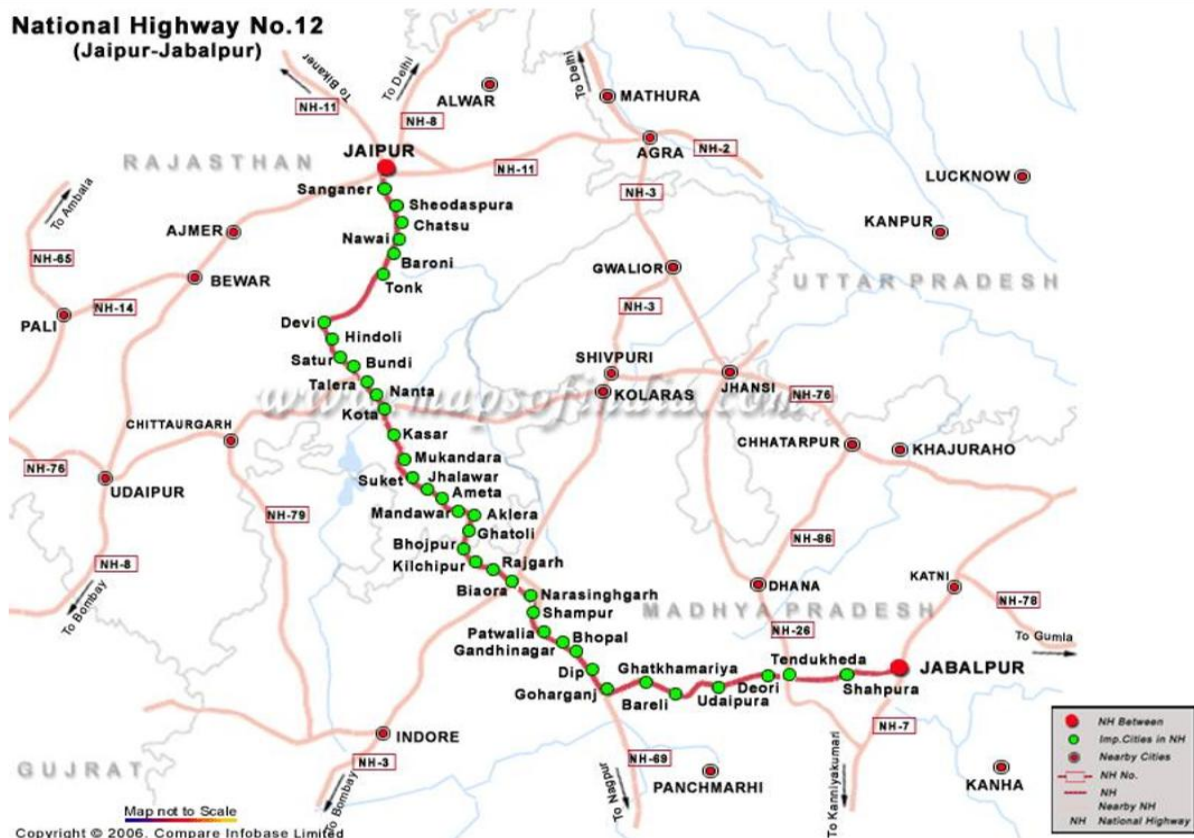 National Highway No.12
(Jaipur-Jabalpur)
To Bikaner
To Delhi
To Delhi
ALWAR
MATHURA
NH-11
NH-8
AGRA
NH-2
JAIPUR
RAJASTHAN
NH-11
LUCKNOW
Sanganer
NH-3
To Ambala
Sheodaspura
Chatsu
KANPUR
AJMER
Nawai
Baroni
NH-65
GWALIOR
BEWAR
UTTAR PRADESH
Tonk
NH-14
NH-3
PALI
Devi
Hindoli
SHIVPURI
Satur
Bundi
JHANSI
Talera
Nanta
KOLARAS
NH-76
www.mapsofindia.com
Kota
CHITTAURGARH
Kasar
CHHATARPUR
KHAJURAHO
Mukandara
NH-76
Suket
Jhalawar
UDAIPUR
Ameta
Mandawar
Aklera
NH-79
Ghatoli
NH-86
Bhojpur
NH-8
Kilchipur
Rajgarh
KATNI
DHANA
Biaora
Narasinghgarh
NH-78
MADHYA PRADESH
Shampur
To Bombay
Patwalia
NH-26
Bhopal
To Gumla
Gandhinagar
Tendukheda
Dip
Ghatkhamariya
JABALPUR
Goharganj
Deori
Shahpura
Bareli
Udaipura
NH-7
INDORE
NH-3
NH-69
GUJRAT
PANCHMARHI
KANHA
To Bombay
To Nagpur
To Kanniyakumari
NH Between
Imp.Cities in NH
Nearby Cities
NH No.
NH
Nearby NH
NH National Highway
Map not to Scale
Copyright © 2006, Compare Infobase Limited